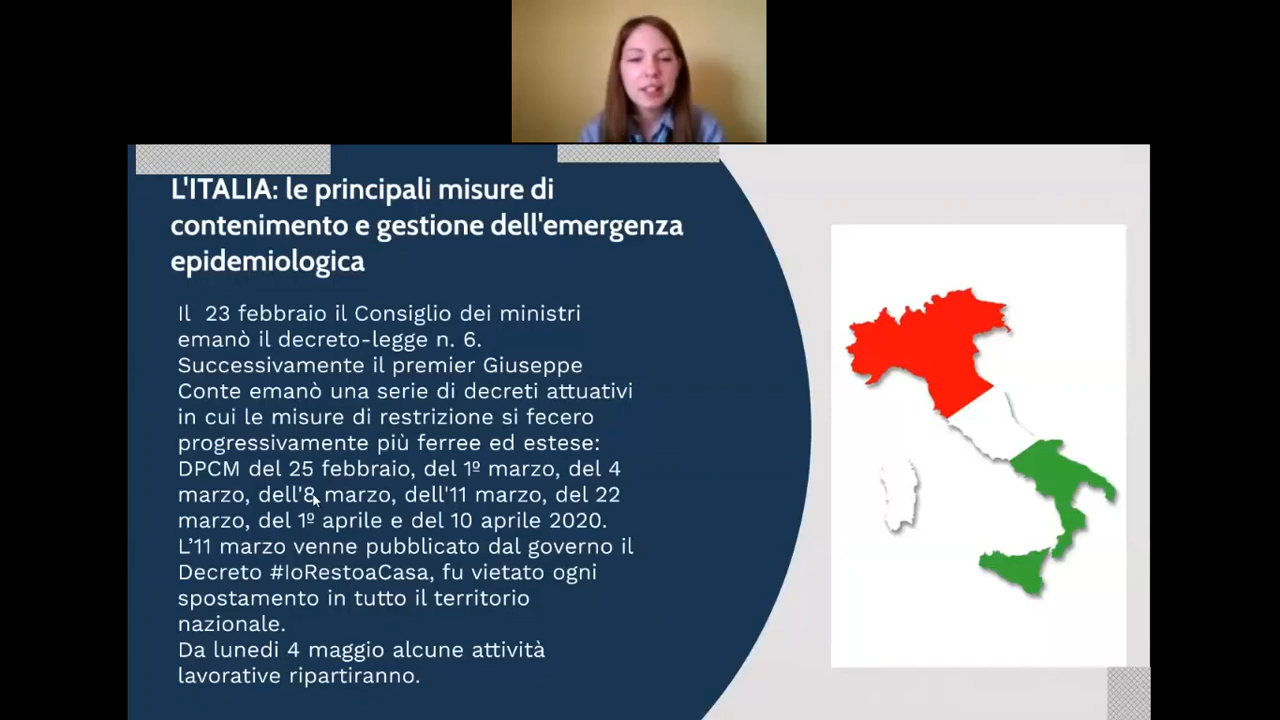 L'ITALIA: le principali misure di
contenimento e gestione dell'emergenza
epidemiologica
Il 23 febbraio il Consiglio dei ministri
emanò il decreto-legge n. 6.
Successivamente il premier Giuseppe
Conte emanò una serie di decreti attuativi
in cui le misure di restrizione si fecero
progressivamente più ferree ed estese:
DPCM del 25 febbraio, del 1º marzo, del 4
marzo, dell'8 marzo, dell'11 marzo, del 22
marzo, del 1º aprile e del 10 aprile 2020.
L’11 marzo venne pubblicato dal governo il
Decreto #IoRestoaCasa, fu vietato ogni
spostamento in tutto il territorio
nazionale.
Da lunedi 4 maggio alcune attività
lavorative ripartiranno.